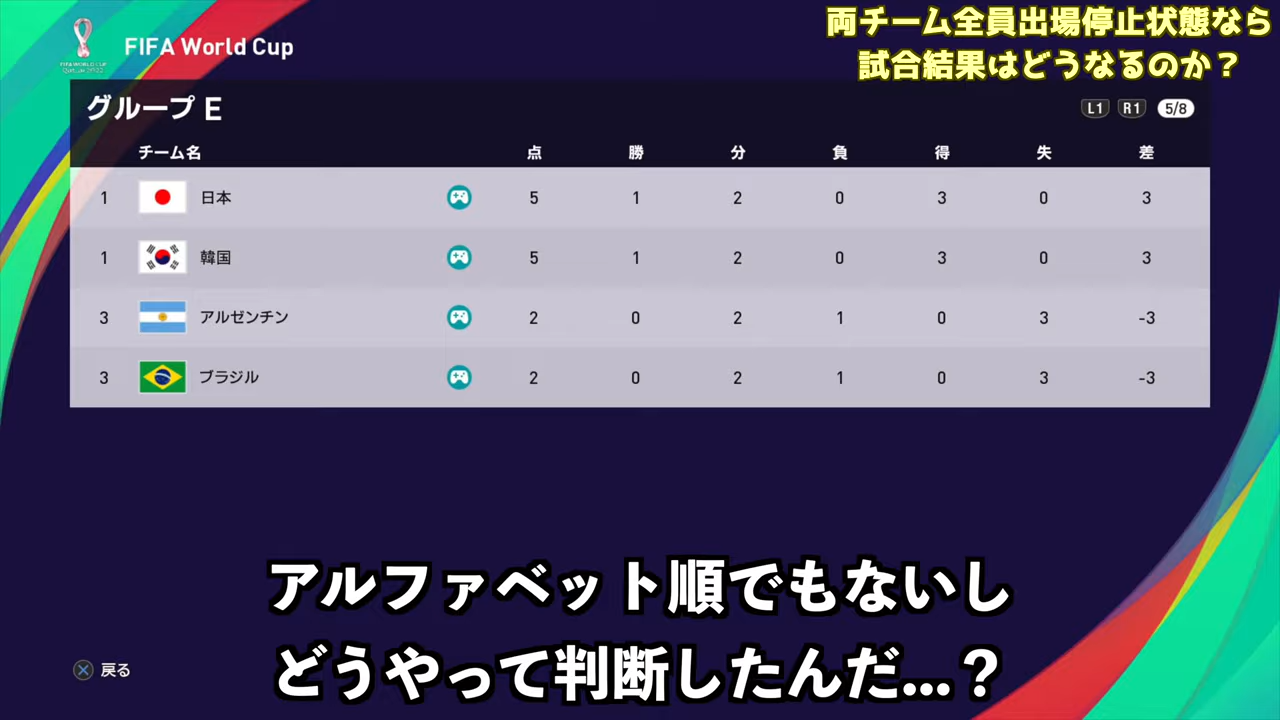 FIFA World Cup
両チーム全員出場停止状態なら
試合結果はどうなるのか？
グループ E
L1 R1 5/8
チーム名 点 勝 分 負 得 失 差
1 日本 5 1 2 0 3 0 3
1 韓国 5 1 2 0 3 0 3
3 アルゼンチン 2 0 2 1 0 3 -3
3 ブラジル 2 0 2 1 0 3 -3
アルファベット順でもないし
どうやって判断したんだ…？
戻る